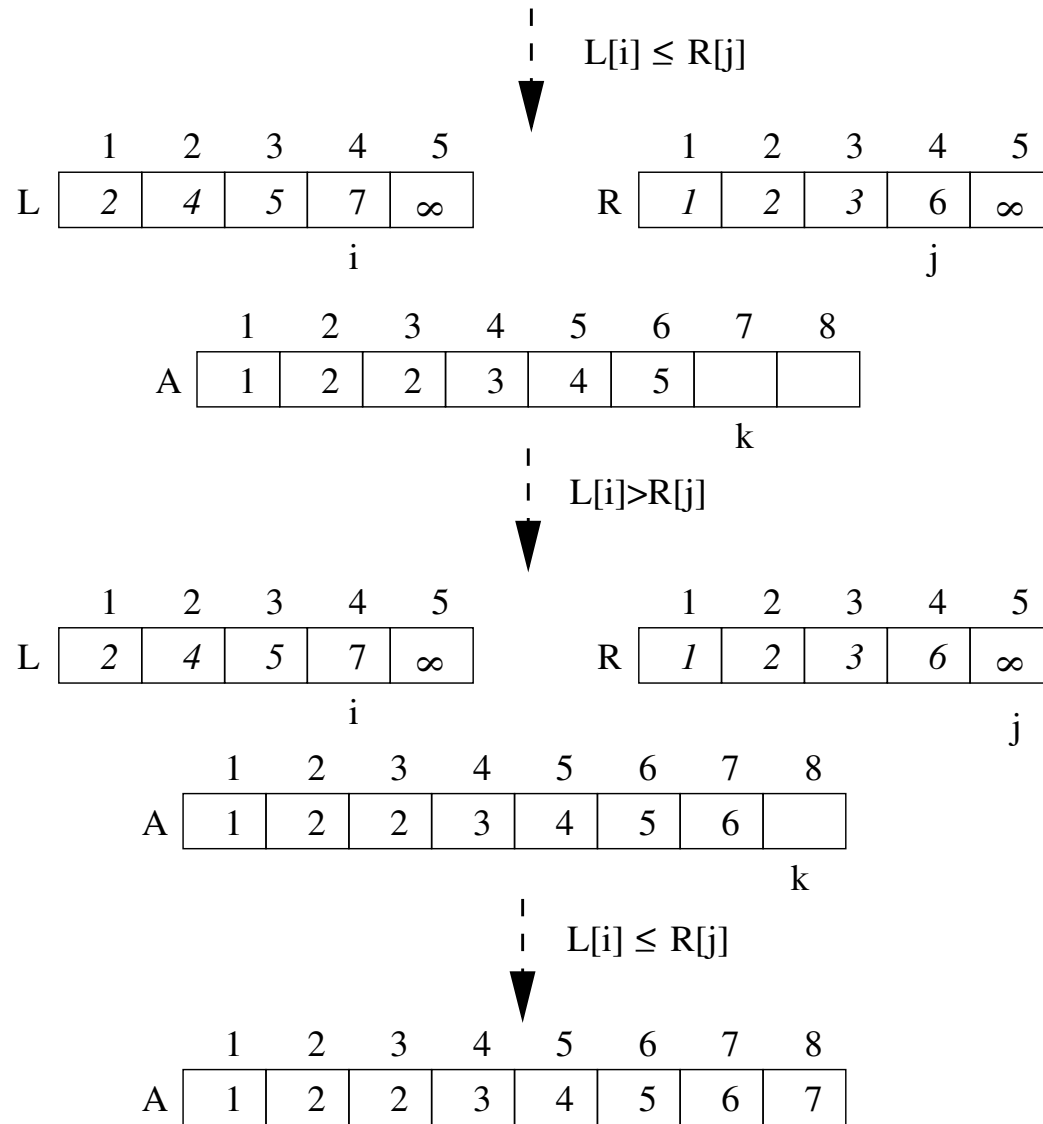 L[i] ≤ R[j]
1 2 3 4 5 1 2 3 4 5
L 2 4 5 7 ∞ R 1 2 3 6 ∞
i j
1 2 3 4 5 6 7 8
A 1 2 2 3 4 5
k
L[i]>R[j]
1 2 3 4 5 1 2 3 4 5
L 2 4 5 7 ∞ R 1 2 3 6 ∞
i j
1 2 3 4 5 6 7 8
A 1 2 2 3 4 5 6
k
L[i] ≤ R[j]
1 2 3 4 5 6 7 8
A 1 2 2 3 4 5 6 7